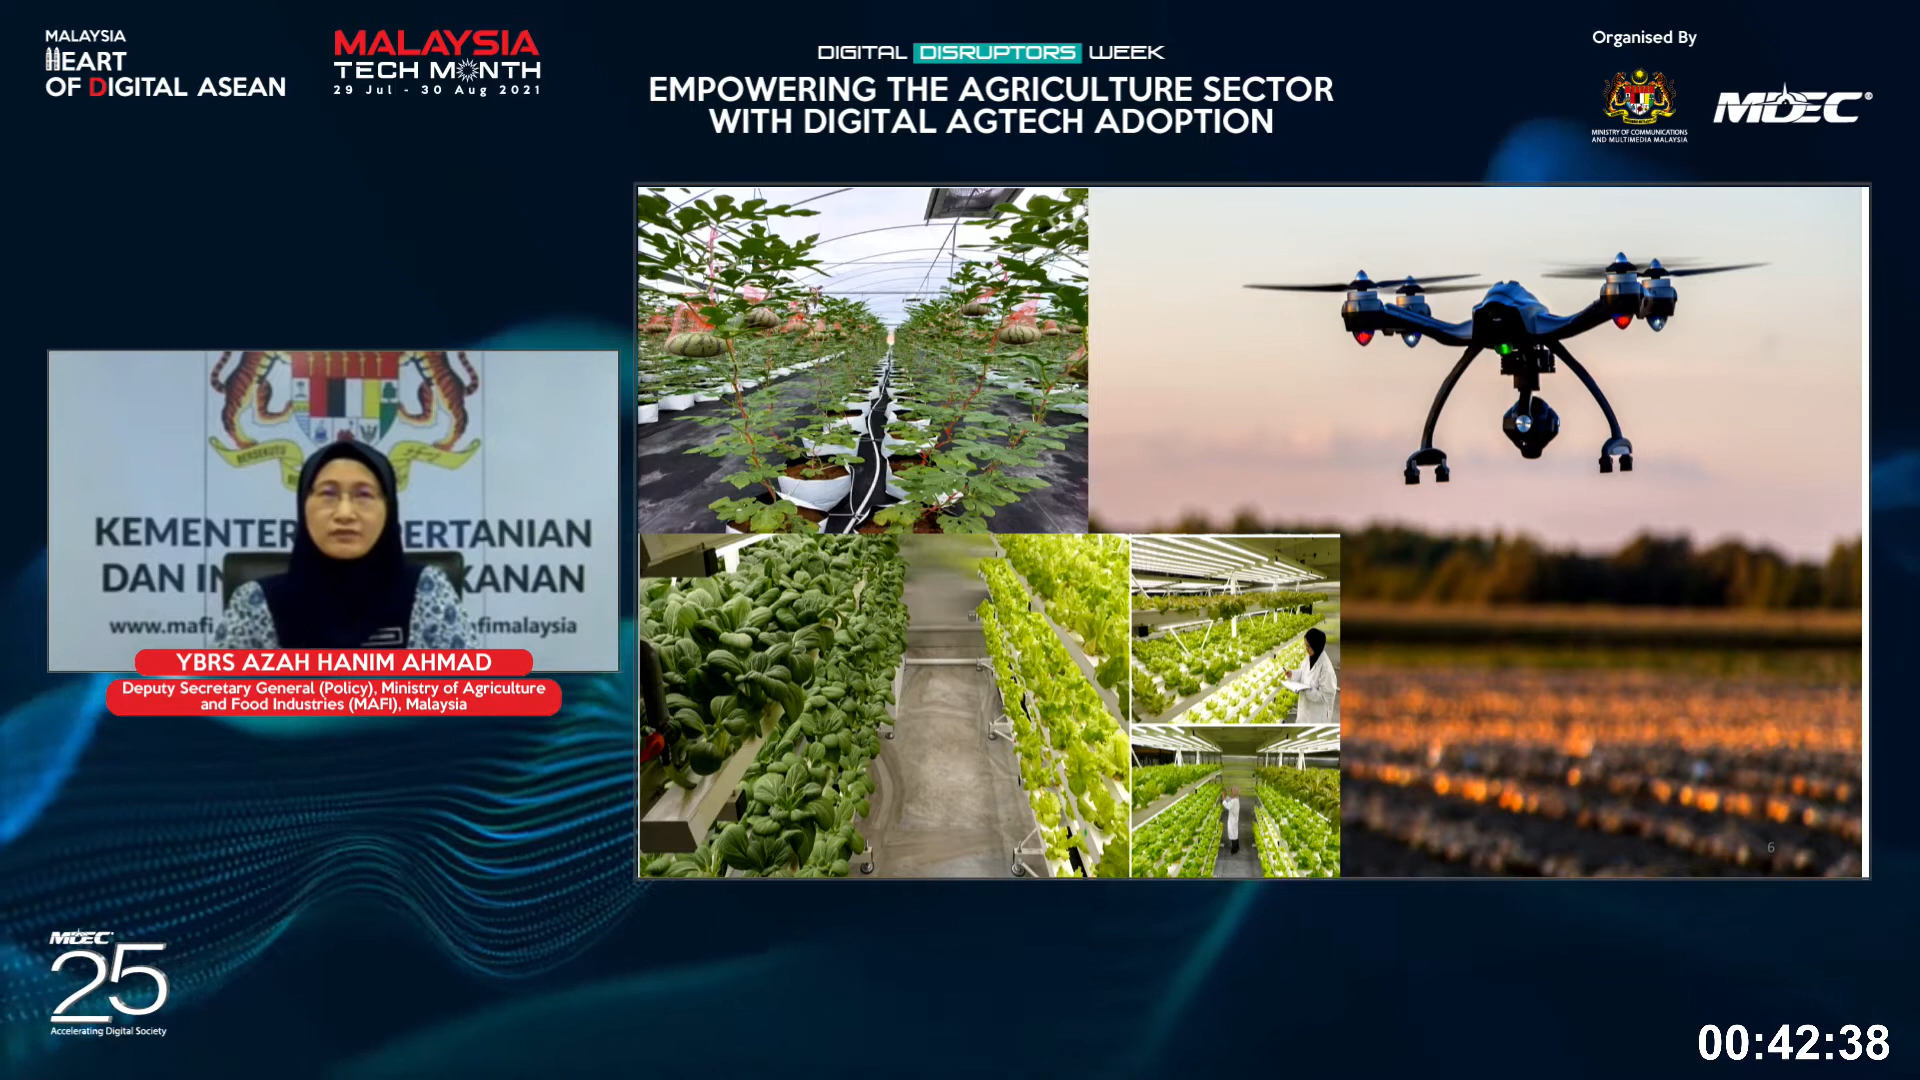 MALAYSIA
HEART
OF DIGITAL ASEAN
MALAYSIA
TECH MONTH
29 Jul - 30 Aug 2021
DIGITAL DISRUPTORS WEEK
EMPOWERING THE AGRICULTURE SECTOR
WITH DIGITAL AGTECH ADOPTION
Organised By
MINISTRY OF COMMUNICATIONS
AND MULTIMEDIA MALAYSIA
MDEC®
BERSEKUTU
KEMENTER ERTANIAN
DAN IN KANAN
www.mafi. afimalaysia
YBRS AZAH HANIM AHMAD
Deputy Secretary General (Policy), Ministry of Agriculture
and Food Industries (MAFI), Malaysia
6
MDEC
25
Accelerating Digital Society
00:42:38